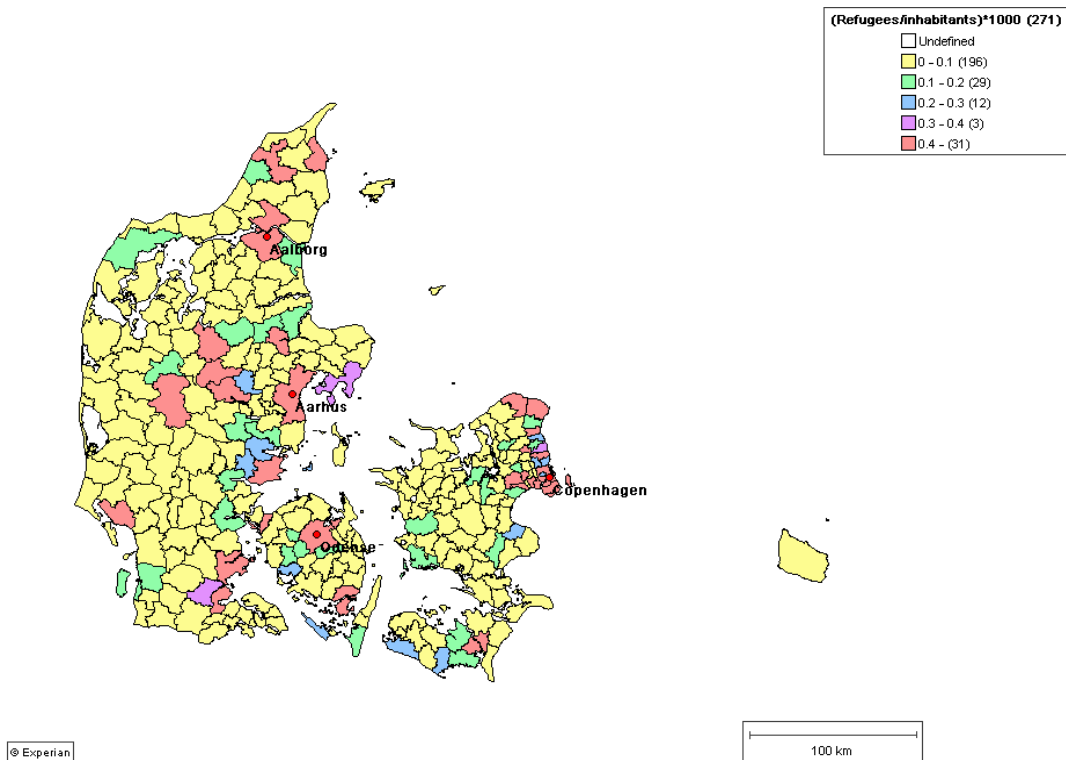 (Refugees/inhabitants)*1000 (271)
Undefined
0 - 0.1 (196)
0.1 - 0.2 (29)
0.2 - 0.3 (12)
0.3 - 0.4 (3)
0.4 - (31)
Aalborg
Aarhus
Copenhagen
Odense
© Experian
100 km